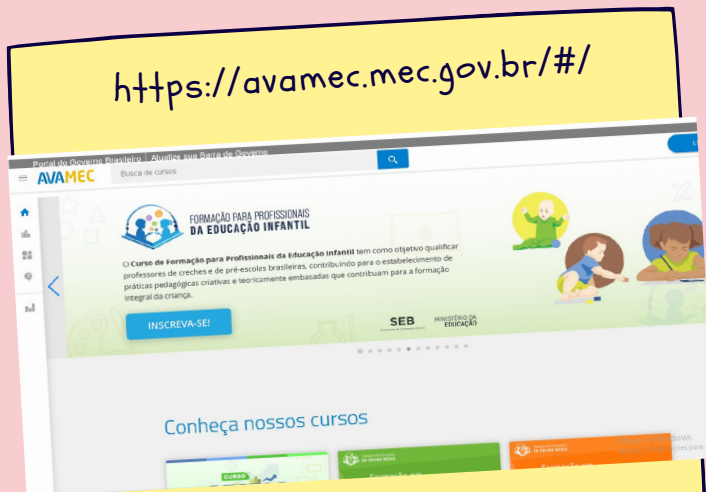 https://avamec.mec.gov.br/#/
Portal do Governo Brasileiro | Atualize sua Barra de Governo
AVAMEC
Busca de cursos
FORMAÇÃO PARA PROFISSIONAIS
DA EDUCAÇÃO INFANTIL
O Curso de Formação para Profissionais da Educação Infantil tem como objetivo qualificar
professores de creches e de pré-escolas brasileiras, contribuindo para o estabelecimento de
práticas pedagógicas criativas e teoricamente embasadas que contribuam para a formação
integral da criança.
INSCREVA-SE!
SEB
MINISTÉRIO DA
EDUCAÇÃO
Conheça nossos cursos
CURSO